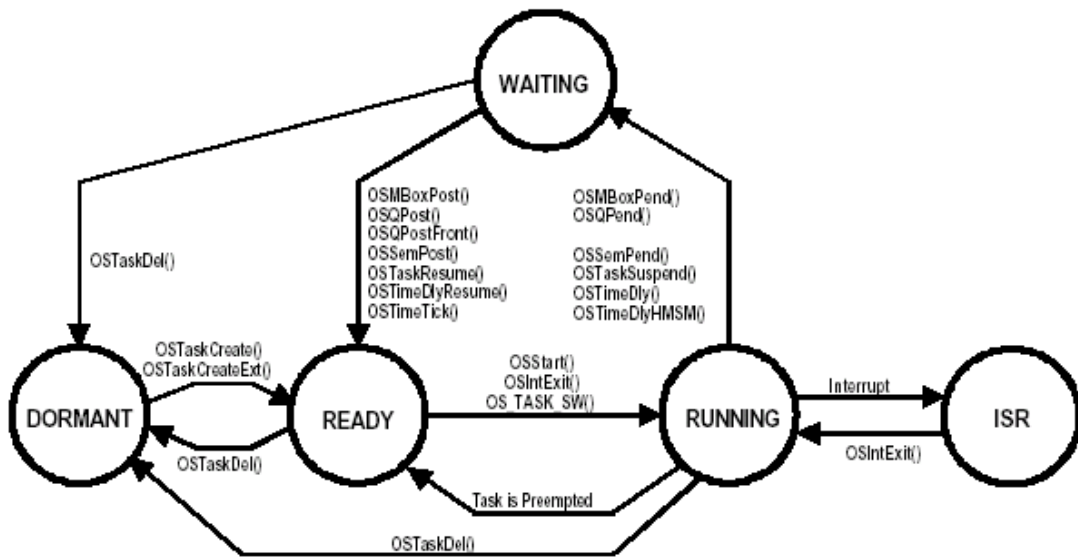 WAITING
OSMBoxPost()
OSQPost()
OSQPostFront()
OSSemPost()
OSTaskResume()
OSTimeDlyResume()
OSTimeTick()
OSMBoxPend()
OSQPend()
OSSemPend()
OSTaskSuspend()
OSTimeDly()
OSTimeDlyHMSM()
OSTaskDel()
OSTaskCreate()
OSTaskCreateExt()
OSStart()
OSIntExit()
OS_TASK_SW()
Interrupt
DORMANT
READY
RUNNING
ISR
OSTaskDel()
OSIntExit()
Task is Preempted
OSTaskDel()